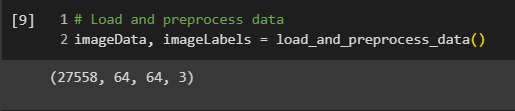 [9] 1 # Load and preprocess data
2 imageData, imageLabels = load_and_preprocess_data()
(27558, 64, 64, 3)